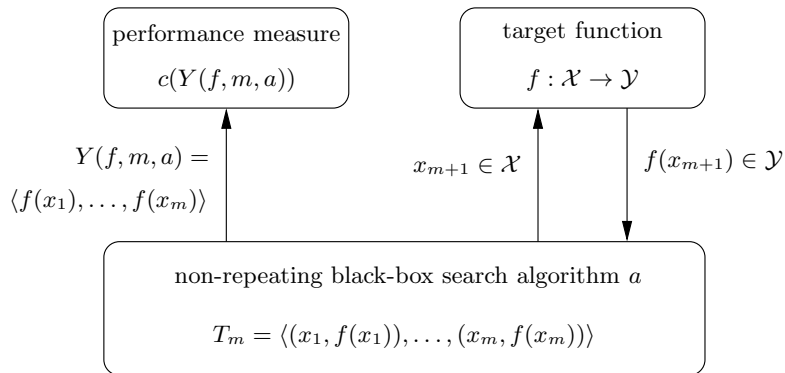 performance measure
c(Y(f, m, a))
target function
f : 𝒳 → 𝒴
Y(f, m, a) =
⟨f(x₁), . . . , f(xₘ)⟩
xₘ₊₁ ∈ 𝒳
f(xₘ₊₁) ∈ 𝒴
non-repeating black-box search algorithm a
Tₘ = ⟨(x₁, f(x₁)), . . . , (xₘ, f(xₘ))⟩